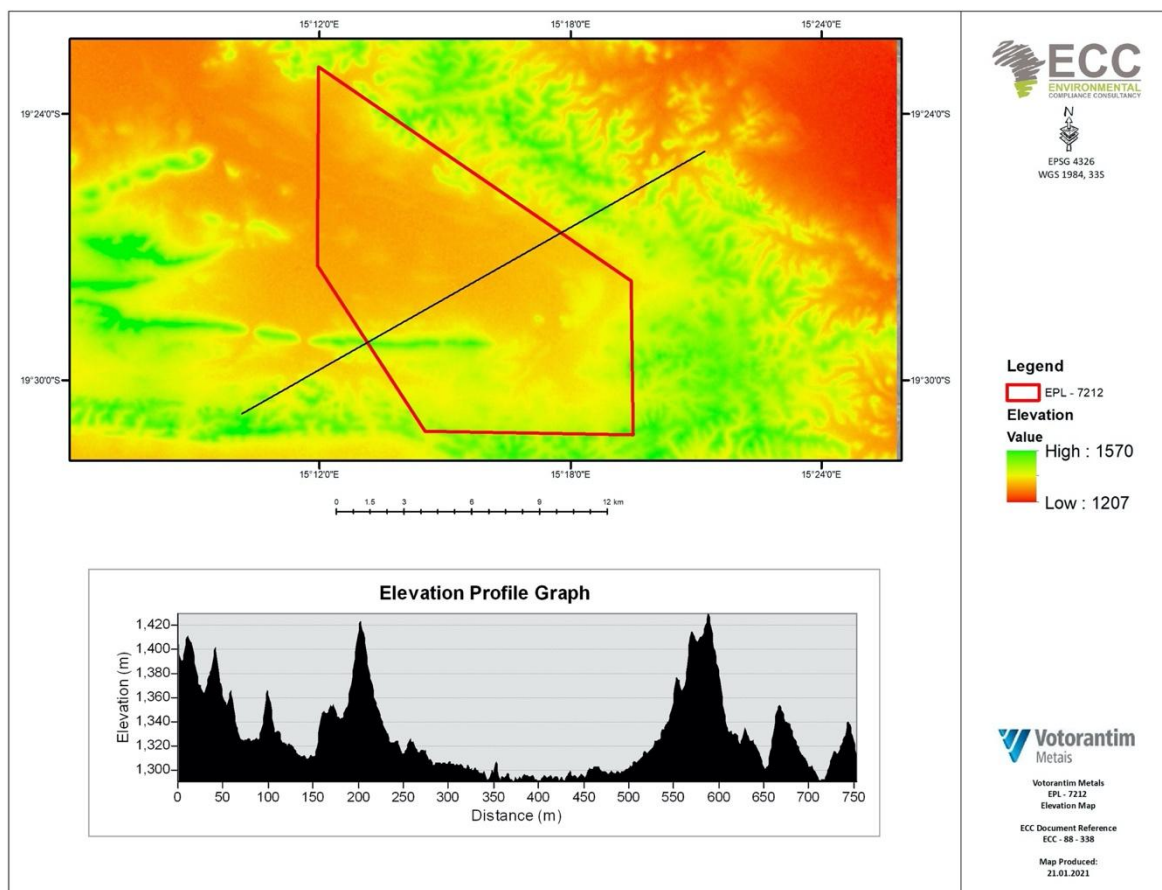 15°12'0"E 15°18'0"E 15°24'0"E
19°24'0"S 19°24'0"S
19°30'0"S 19°30'0"S
15°12'0"E 15°18'0"E 15°24'0"E
0 1.5 3 6 9 12 km
Elevation Profile Graph
Elevation (m)
1,420
1,400
1,380
1,360
1,340
1,320
1,300
0 50 100 150 200 250 300 350 400 450 500 550 600 650 700 750
Distance (m)
ECC
ENVIRONMENTAL
COMPLIANCE CONSULTANCY
N
EPSG 4326
WGS 1984, 335
Legend
EPL - 7212
Elevation
Value
High : 1570
Low : 1207
Votorantim
Metais
Votorantim Metals
EPL - 7212
Elevation Map
ECC Document Reference
ECC - 88 - 338
Map Produced:
21.01.2021